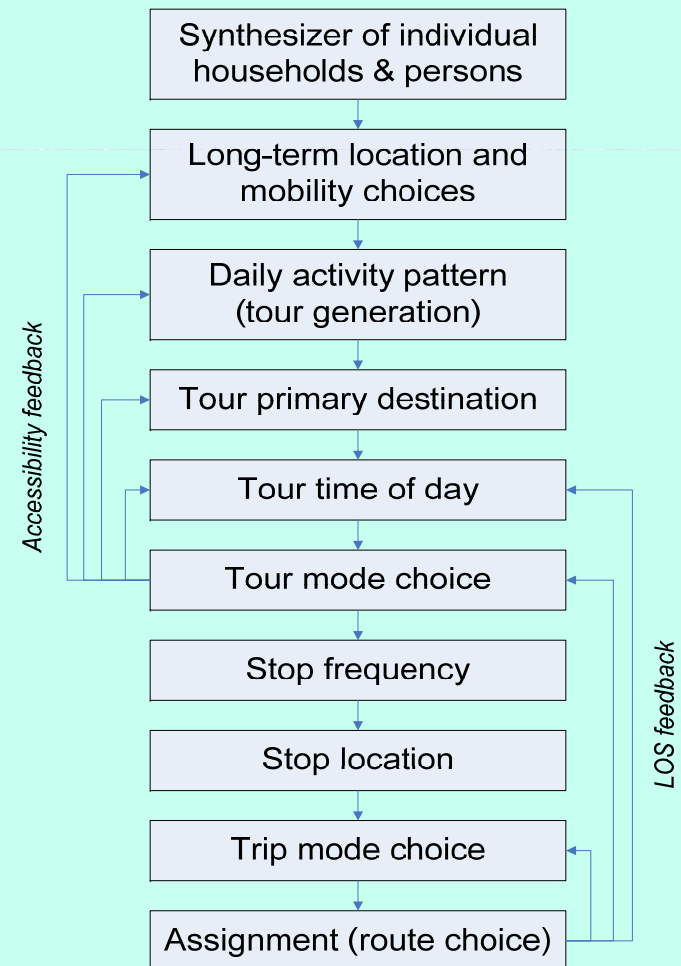 Synthesizer of individual
households & persons
Long-term location and
mobility choices
Daily activity pattern
(tour generation)
Tour primary destination
Tour time of day
Tour mode choice
Stop frequency
Stop location
Trip mode choice
Assignment (route choice)
Accessibility feedback
LOS feedback